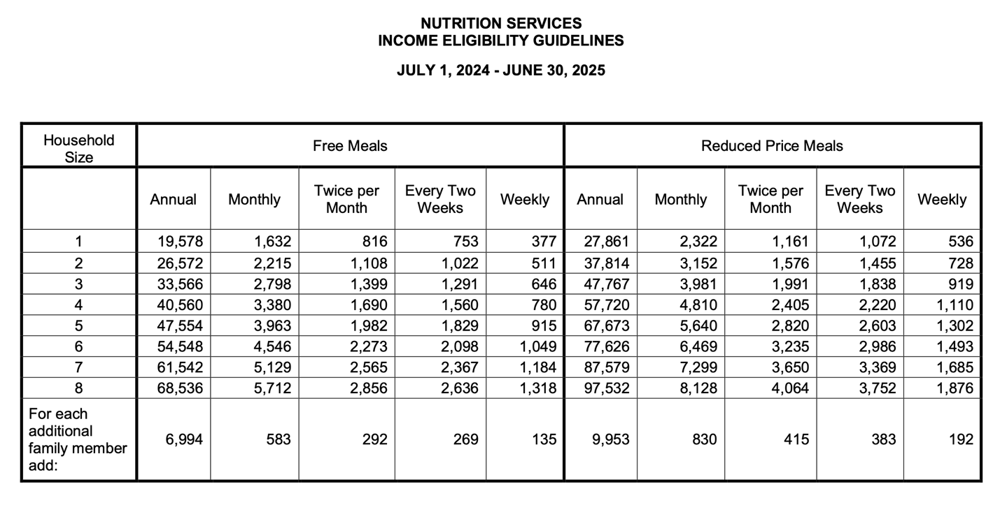 NUTRITION SERVICES
INCOME ELIGIBILITY GUIDELINES
JULY 1, 2024 - JUNE 30, 2025
Household Size Free Meals Reduced Price Meals
Annual Monthly Twice per Month Every Two Weeks Weekly Annual Monthly Twice per Month Every Two Weeks Weekly
1 19,578 1,632 816 753 377 27,861 2,322 1,161 1,072 536
2 26,572 2,215 1,108 1,022 511 37,814 3,152 1,576 1,455 728
3 33,566 2,798 1,399 1,291 646 47,767 3,981 1,991 1,838 919
4 40,560 3,380 1,690 1,560 780 57,720 4,810 2,405 2,220 1,110
5 47,554 3,963 1,982 1,829 915 67,673 5,640 2,820 2,603 1,302
6 54,548 4,546 2,273 2,098 1,049 77,626 6,469 3,235 2,986 1,493
7 61,542 5,129 2,565 2,367 1,184 87,579 7,299 3,650 3,369 1,685
8 68,536 5,712 2,856 2,636 1,318 97,532 8,128 4,064 3,752 1,876
For each
additional
family member
add: 6,994 583 292 269 135 9,953 830 415 383 192